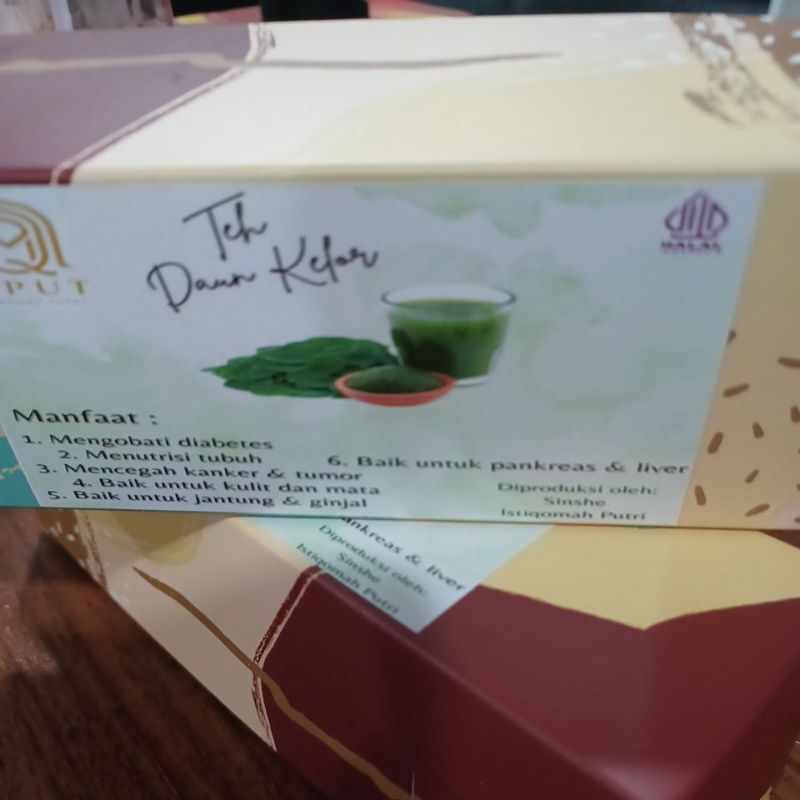 Teh
Daun Kelor
HALAL
PUT
Manfaat :
1. Mengobati diabetes
2. Menutrisi tubuh
3. Mencegah kanker & tumor
4. Baik untuk kulit dan mata
5. Baik untuk jantung & ginjal
6. Baik untuk pankreas & liver
Diproduksi oleh:
Sinshe
Istiqomah Putri
pankreas & liver
Diproduksi oleh:
Sinshe
Istiqomah Putri